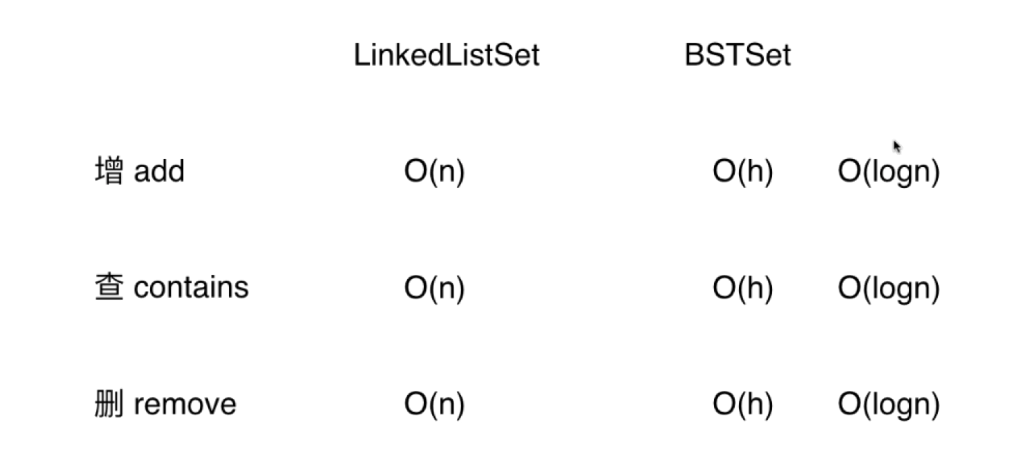 LinkedListSet BSTSet
增 add O(n) O(h) O(logn)
查 contains O(n) O(h) O(logn)
删 remove O(n) O(h) O(logn)